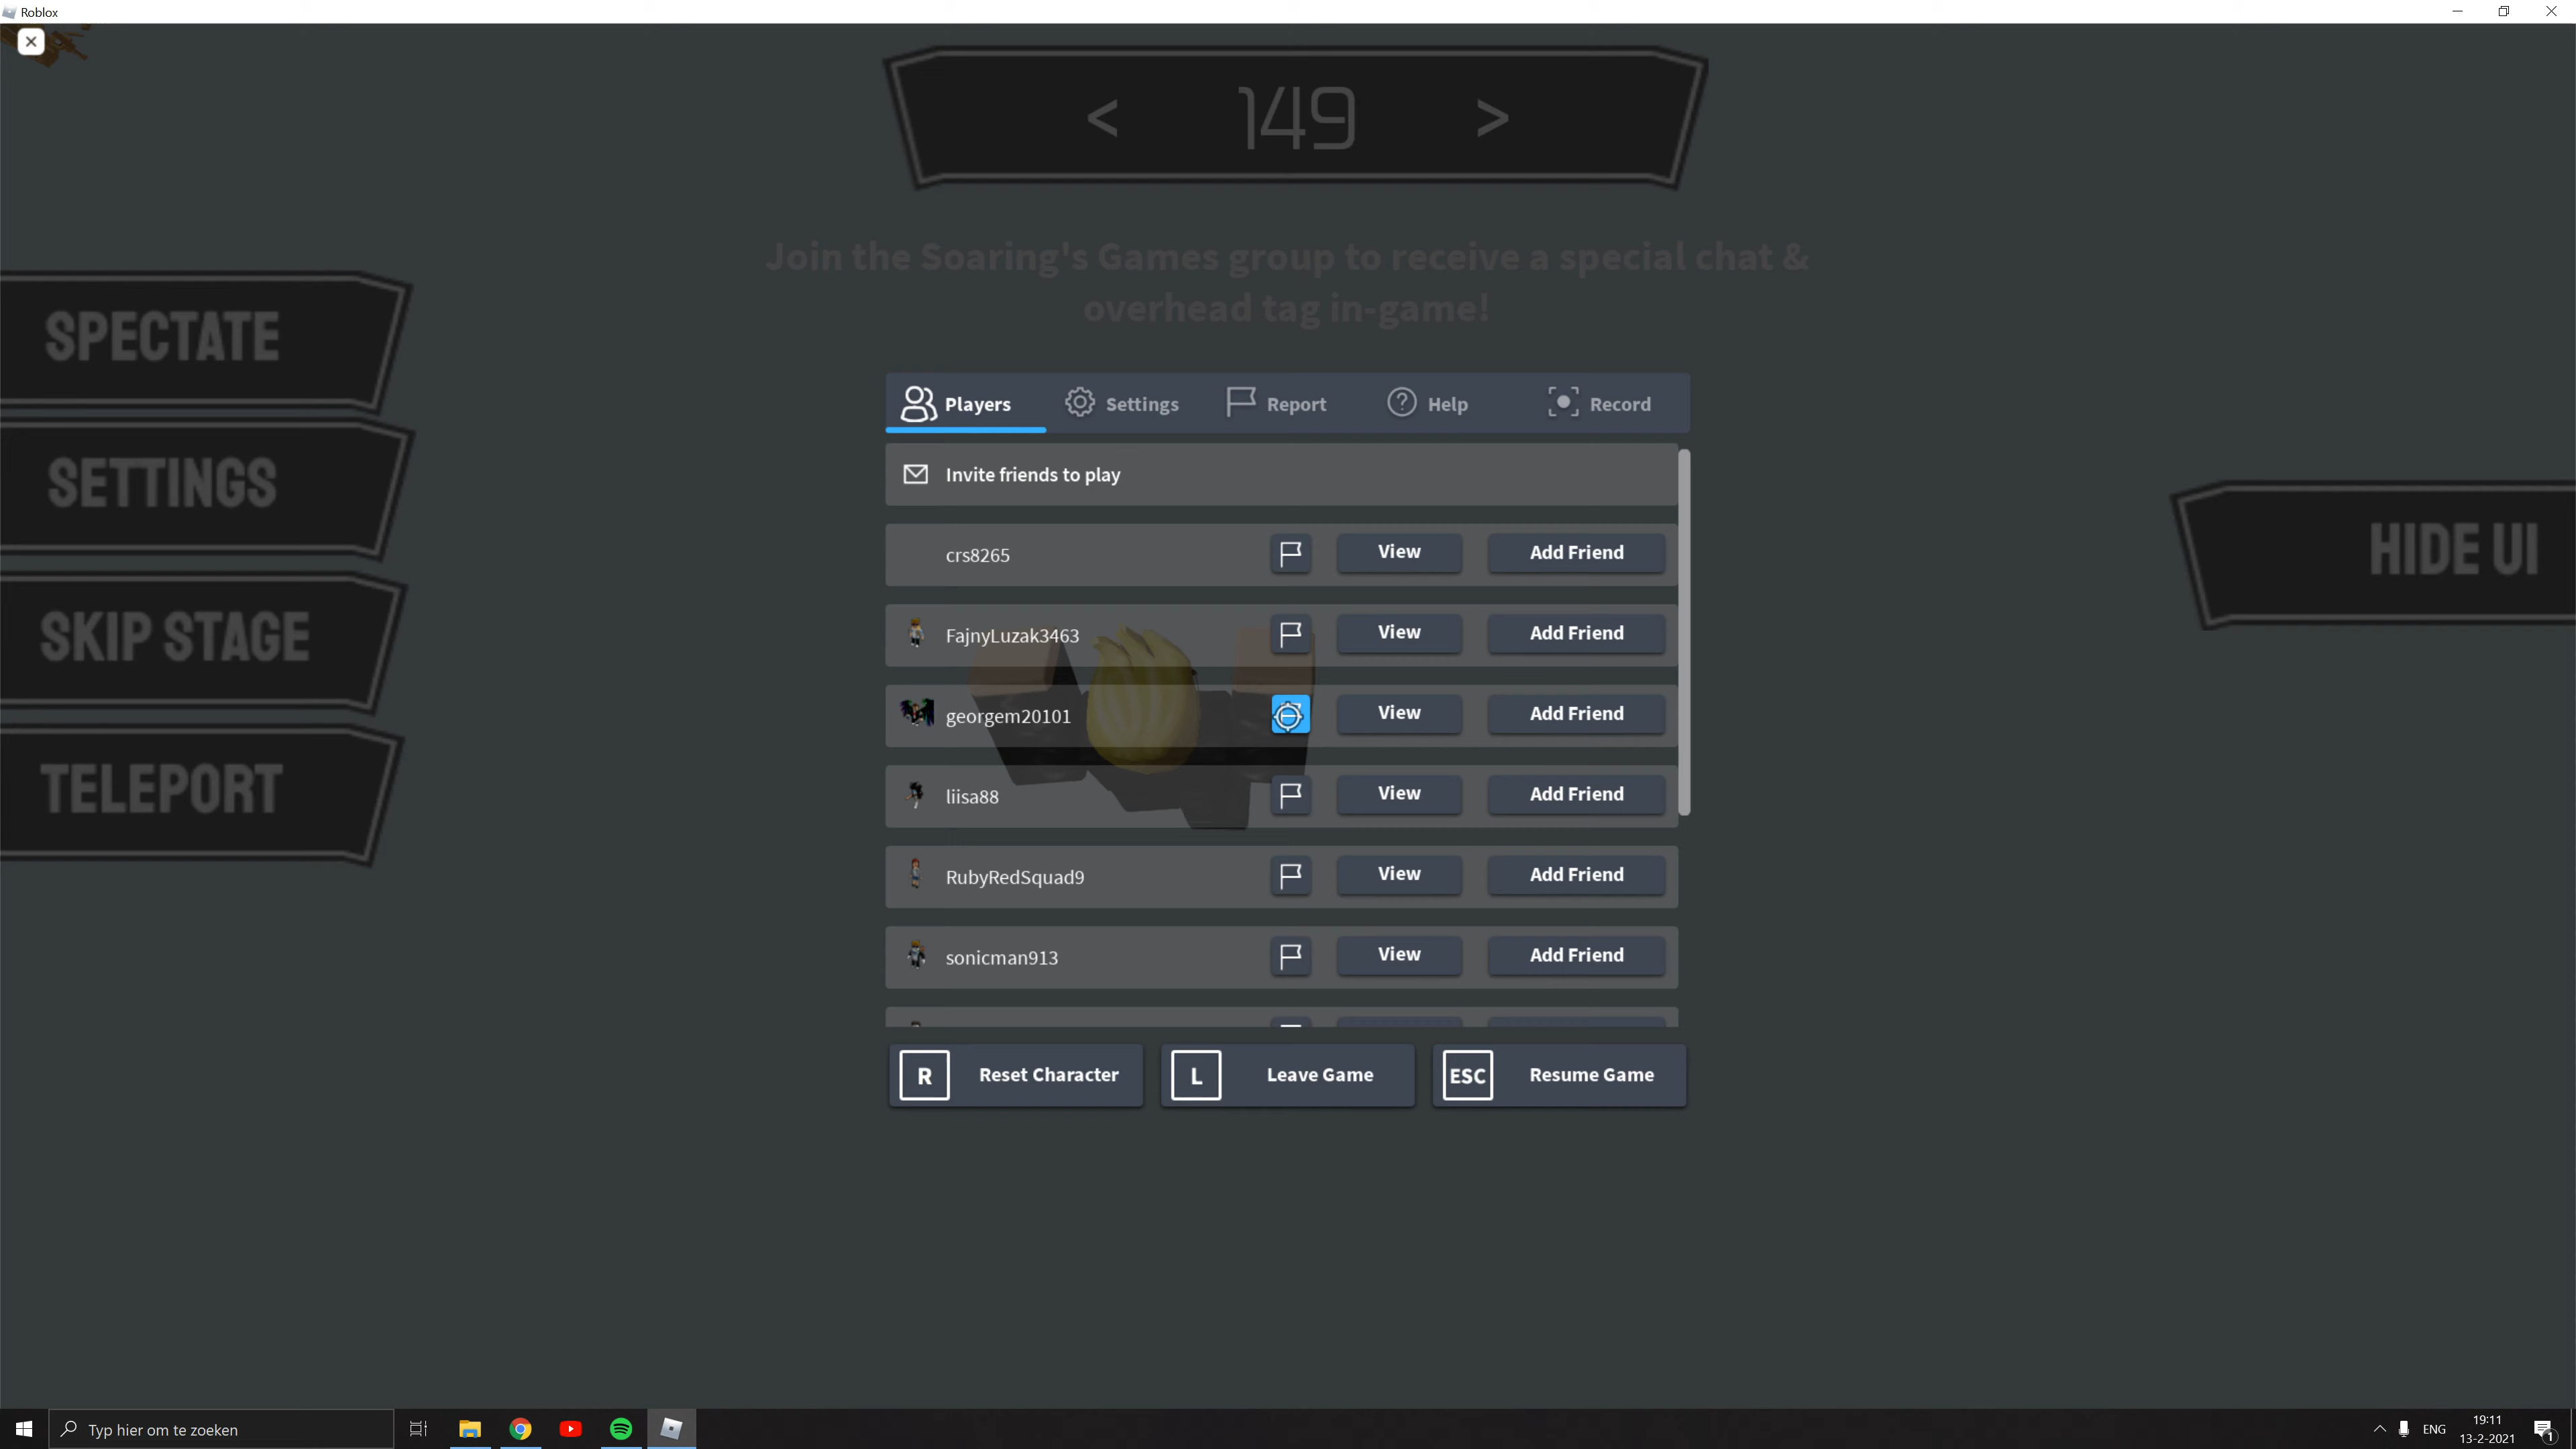 Roblox
< 149 >
Join the Soaring's Games group to receive a special chat &
overhead tag in-game!
SPECTATE
SETTINGS
SKIP STAGE
TELEPORT
HIDE UI
Players Settings Report Help Record
Invite friends to play
crs8265 View Add Friend
FajnyLuzak3463 View Add Friend
georgem20101 View Add Friend
liisa88 View Add Friend
RubyRedSquad9 View Add Friend
sonicman913 View Add Friend
R Reset Character L Leave Game ESC Resume Game
Typ hier om te zoeken
ENG
19:11
13-2-2021
1